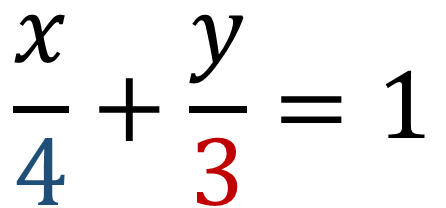 x/4 + y/3 = 1